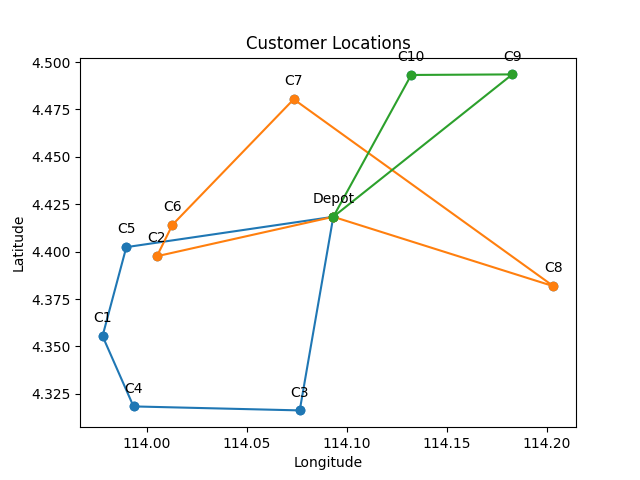 Customer Locations
C10
C9
C7
C6
Depot
C5
C2
C8
C1
C4
C3
4.500
4.475
4.450
4.425
4.400
4.375
4.350
4.325
Latitude
114.00
114.05
114.10
114.15
114.20
Longitude